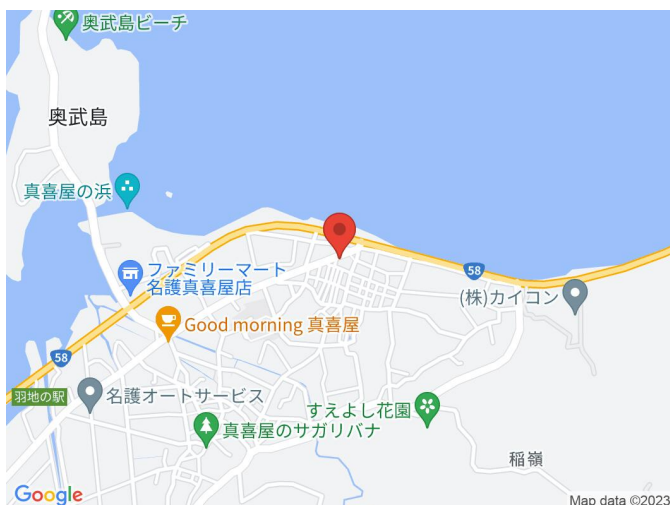 奥武島ビーチ
奥武島
真喜屋の浜
ファミリーマート
名護真喜屋店
58
(株)カイコン
Good morning 真喜屋
58
羽地の駅
名護オートサービス
すえよし花園
真喜屋のサガリバナ
稲嶺
Google
Map data ©2023